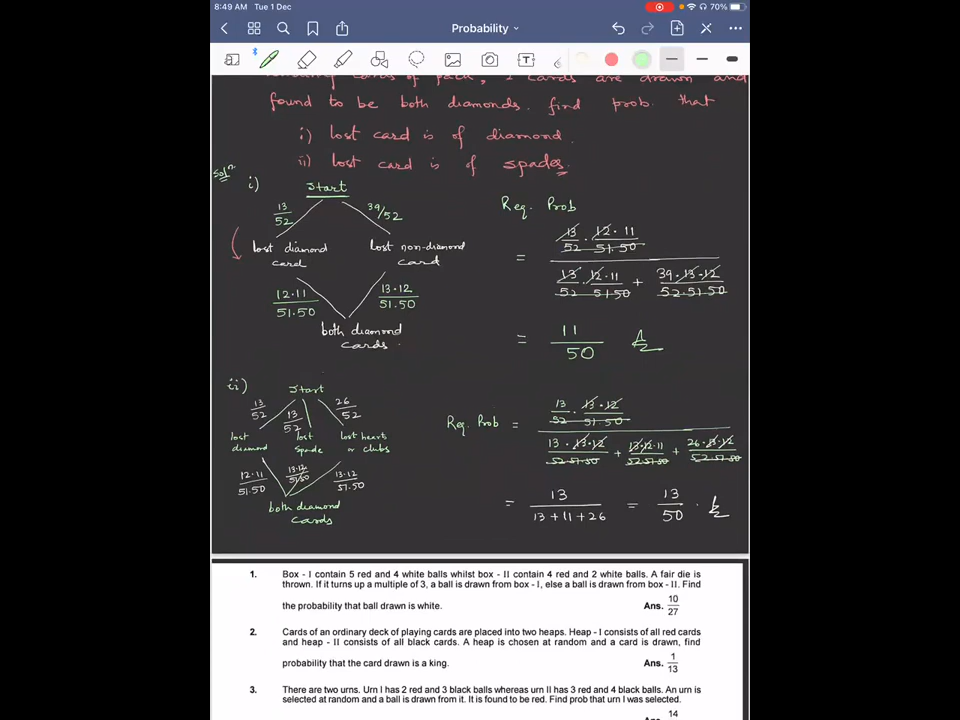 8:49 AM Tue 1 Dec 70%
Probability
remaining cards of pack, 2 cards are drawn and
found to be both diamonds. find prob. that
i) lost card is of diamond.
ii) lost card is of spades.
Solⁿ.
i) Start
13/52 39/52
lost diamond card lost non-diamond card
12·11/51·50 13·12/51·50
both diamond cards.
Req. Prob
= (13/52 · 12·11/51·50) / (13/52 · 12·11/51·50 + 39·13·12/52·51·50)
= 11/50 A
ii) Start
13/52 13/52 26/52
lost diamond lost spade lost heart or clubs
12·11/51·50 13·12/51·50 13·12/51·50
both diamond cards
Req. Prob = (13/52 · 13·12/51·50) / (13·13·12/52·51·50 + 13·12·11/52·51·50 + 26·13·12/52·51·50)
= 13/(13+11+26) = 13/50 .
1. Box - I contain 5 red and 4 white balls whilst box - II contain 4 red and 2 white balls. A fair die is
thrown. If it turns up a multiple of 3, a ball is drawn from box - I, else a ball is drawn from box - II. Find
the probability that ball drawn is white. Ans. 10/27
2. Cards of an ordinary deck of playing cards are placed into two heaps. Heap - I consists of all red cards
and heap - II consists of all black cards. A heap is chosen at random and a card is drawn, find
probability that the card drawn is a king. Ans. 1/13
3. There are two urns. Urn I has 2 red and 3 black balls whereas urn II has 3 red and 4 black balls. An urn is
selected at random and a ball is drawn from it. It is found to be red. Find prob that urn I was selected.
Ans. 14